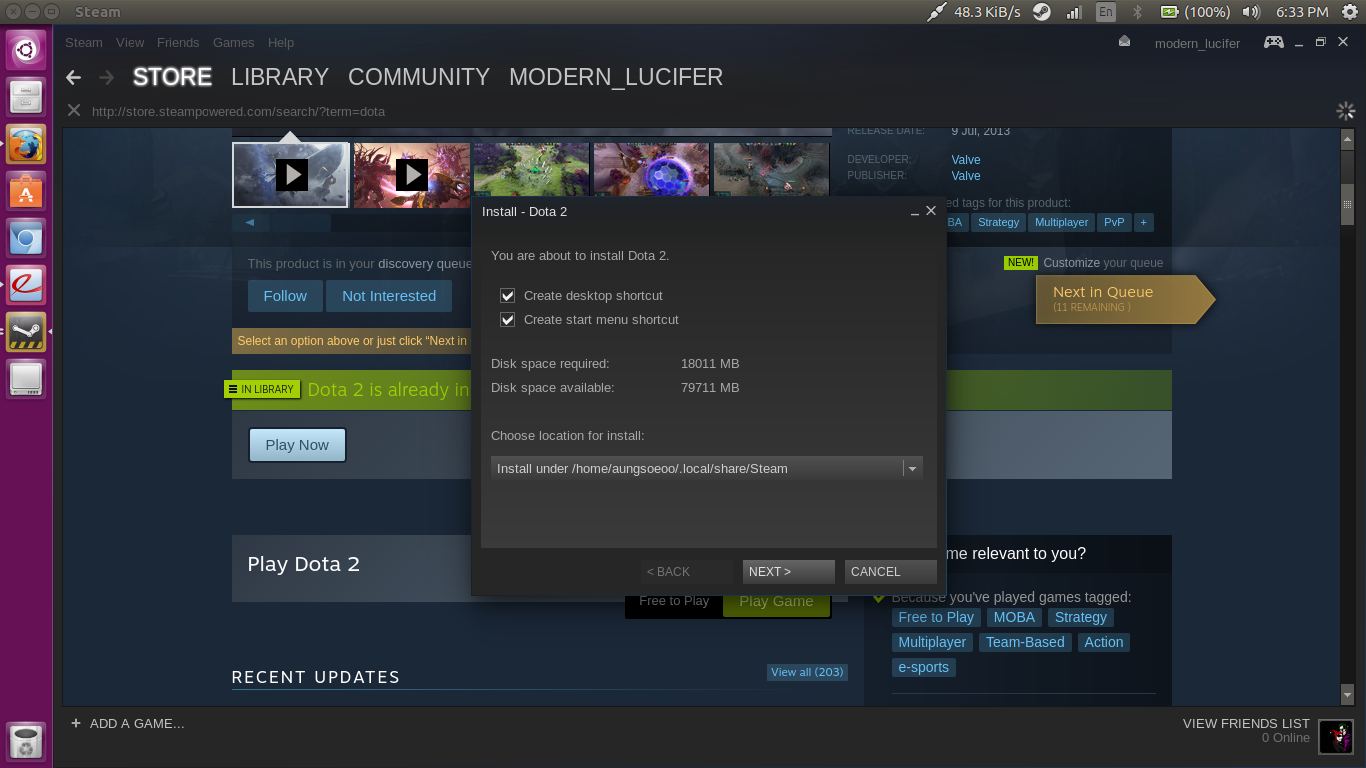 Steam
48.3 KiB/s
En
(100%)
6:33 PM
Steam View Friends Games Help
modern_lucifer
STORE LIBRARY COMMUNITY MODERN_LUCIFER
http://store.steampowered.com/search/?term=dota
RELEASE DATE: 9 Jul, 2013
DEVELOPER: Valve
PUBLISHER: Valve
ed tags for this product:
BA Strategy Multiplayer PvP +
This product is in your discovery queue
NEW! Customize your queue
Follow Not Interested
Next in Queue
(11 REMAINING )
Select an option above or just click “Next in
IN LIBRARY Dota 2 is already in
Play Now
Install - Dota 2
You are about to install Dota 2.
Create desktop shortcut
Create start menu shortcut
Disk space required: 18011 MB
Disk space available: 79711 MB
Choose location for install:
Install under /home/aungsoeoo/.local/share/Steam
< BACK NEXT > CANCEL
Play Dota 2
Free to Play Play Game
me relevant to you?
Because you've played games tagged:
Free to Play MOBA Strategy
Multiplayer Team-Based Action
e-sports
RECENT UPDATES View all (203)
+ ADD A GAME...
VIEW FRIENDS LIST
0 Online